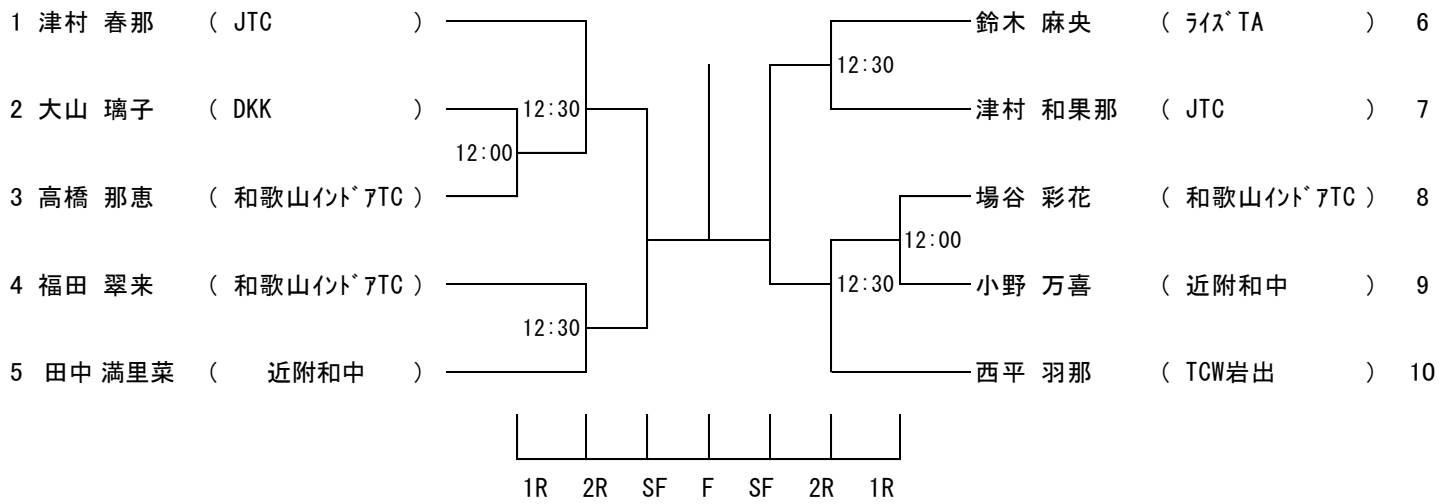 1 津村 春那 ( JTC )
鈴木 麻央 ( ﾗｲｽﾞTA ) 6
12:30
2 大山 璃子 ( DKK )
12:30
津村 和果那 ( JTC ) 7
12:00
3 高橋 那恵 ( 和歌山ｲﾝﾄﾞｱTC )
場谷 彩花 ( 和歌山ｲﾝﾄﾞｱTC ) 8
12:00
4 福田 翠来 ( 和歌山ｲﾝﾄﾞｱTC )
12:30
小野 万喜 ( 近附和中 ) 9
12:30
5 田中 満里菜 ( 近附和中 )
西平 羽那 ( TCW岩出 ) 10
1R 2R SF F SF 2R 1R